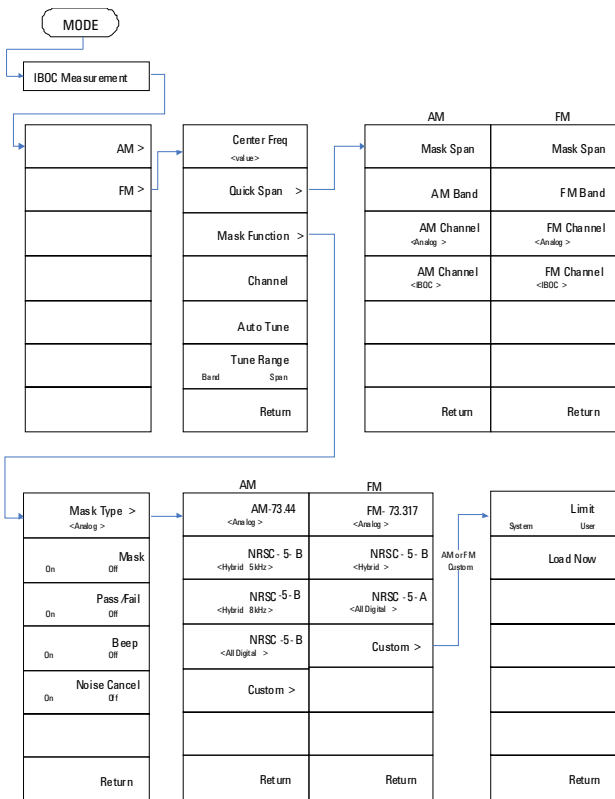 MODE
IBOC Measurement
AM >
FM >
Center Freq
<value>
Quick Span >
Mask Function >
Channel
Auto Tune
Tune Range
Band Span
Return
AM FM
Mask Span Mask Span
AM Band FM Band
AM Channel FM Channel
<Analog > <Analog >
AM Channel FM Channel
<IBOC > <IBOC >
Return Return
Mask Type >
<Analog >
Mask
On Off
Pass /Fail
On Off
Beep
On Off
Noise Cancel
On Off
Return
AM FM
AM-73.44 FM- 73.317
<Analog > <Analog >
NRSC - 5- B NRSC - 5- B
<Hybrid 5kHz > <Hybrid >
NRSC -5- B NRSC - 5- A
<Hybrid 8kHz > <All Digital >
NRSC -5- B Custom >
<All Digital >
Custom >
Return Return
AM or FM
Custom
Limit
System User
Load Now
Return